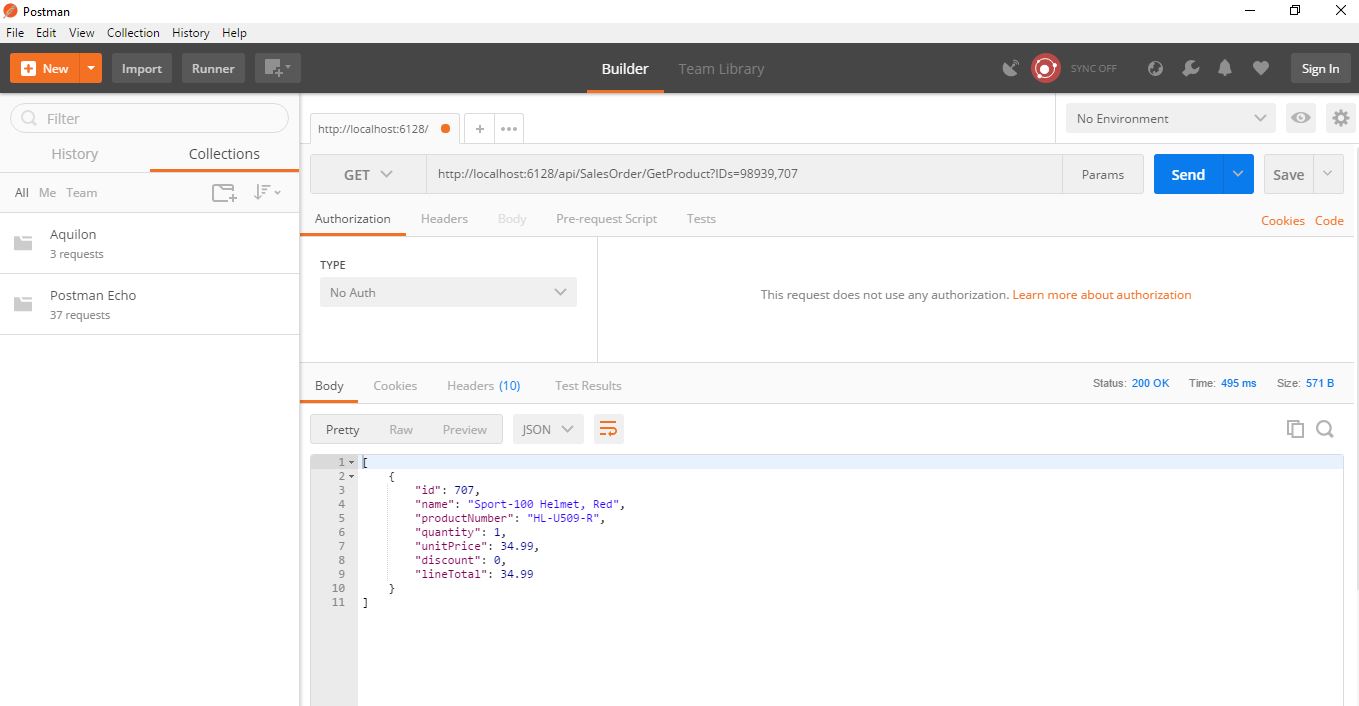 Postman
File Edit View Collection History Help
New Import Runner Builder Team Library SYNC OFF Sign In
Filter
History Collections
All Me Team
Aquilon
3 requests
Postman Echo
37 requests
http://localhost:6128/ + •••
No Environment
GET http://localhost:6128/api/SalesOrder/GetProduct?IDs=98939,707 Params Send Save
Authorization Headers Body Pre-request Script Tests Cookies Code
TYPE
No Auth
This request does not use any authorization. Learn more about authorization
Body Cookies Headers (10) Test Results Status: 200 OK Time: 495 ms Size: 571 B
Pretty Raw Preview JSON
1 [
2 {
3 "id": 707,
4 "name": "Sport-100 Helmet, Red",
5 "productNumber": "HL-U509-R",
6 "quantity": 1,
7 "unitPrice": 34.99,
8 "discount": 0,
9 "lineTotal": 34.99
10 }
11 ]